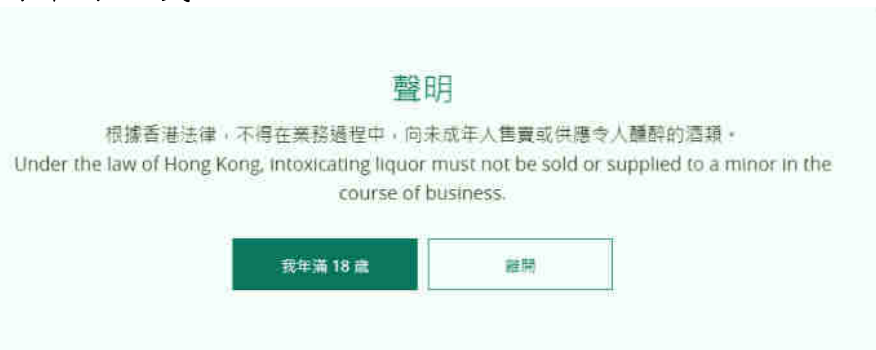 聲明
根據香港法律，不得在業務過程中，向未成年人售賣或供應令人醺醉的酒類。
Under the law of Hong Kong, intoxicating liquor must not be sold or supplied to a minor in the
course of business.
我年滿 18 歲
離開